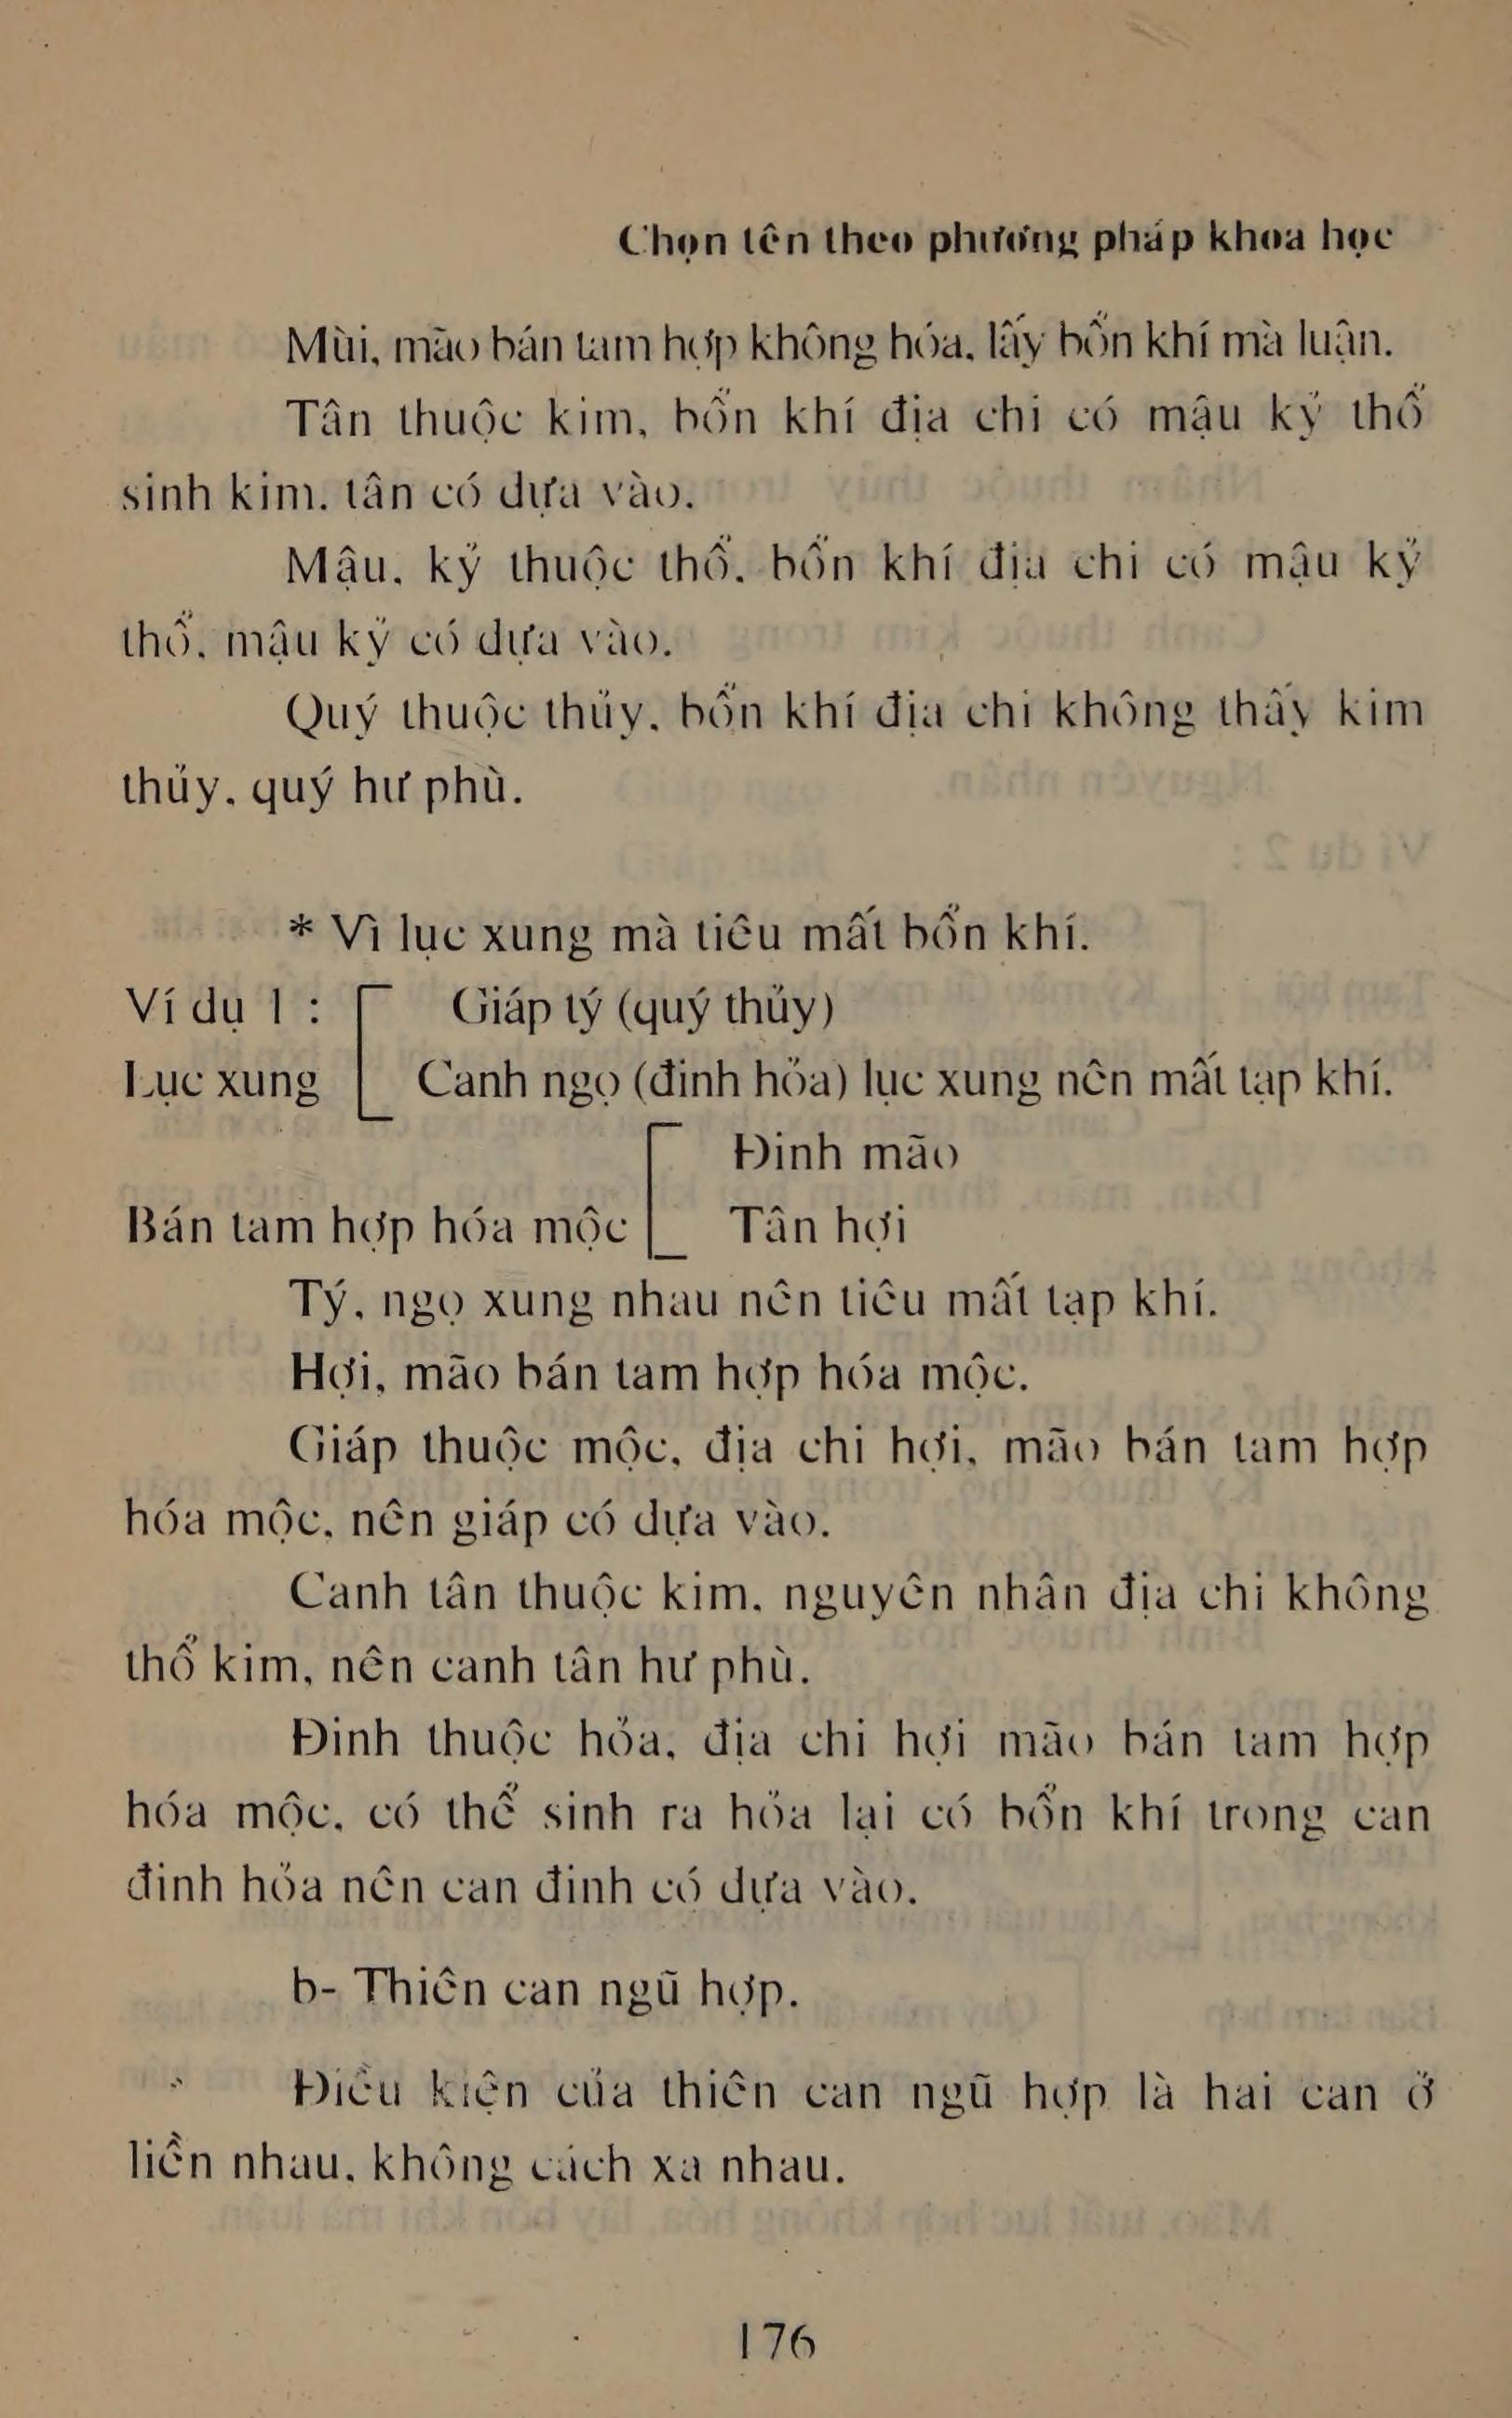 Chọn tên theo phương pháp khoa học
Mùi, mão bán tam hợp không hóa, lấy bổn khí mà luận.
Tân thuộc kim, bổn khí địa chi có mậu kỷ thổ
sinh kim, tân có dựa vào.
Mậu, kỷ thuộc thổ, bổn khí địa chi có mậu kỷ
thổ, mậu kỷ có dựa vào.
Quý thuộc thủy, bổn khí địa chi không thấy kim
thủy, quý hư phù.
* Vì lục xung mà tiêu mất bổn khí.
Ví dụ 1 : Giáp tý (quý thủy)
Lục xung Canh ngọ (đinh hỏa) lục xung nên mất tạp khí.
Đinh mão
Bán tam hợp hóa mộc Tân hợi
Tý, ngọ xung nhau nên tiêu mất tạp khí.
Hợi, mão bán tam hợp hóa mộc.
Giáp thuộc mộc, địa chi hợi, mão bán tam hợp
hóa mộc, nên giáp có dựa vào.
Canh tân thuộc kim, nguyên nhân địa chi không
thổ kim, nên canh tân hư phù.
Đinh thuộc hỏa, địa chi hợi mão bán tam hợp
hóa mộc, có thể sinh ra hỏa lại có bổn khí trong can
đinh hỏa nên can đinh có dựa vào.
b- Thiên can ngũ hợp.
Điều kiện của thiên can ngũ hợp là hai can ở
liền nhau, không cách xa nhau.
176